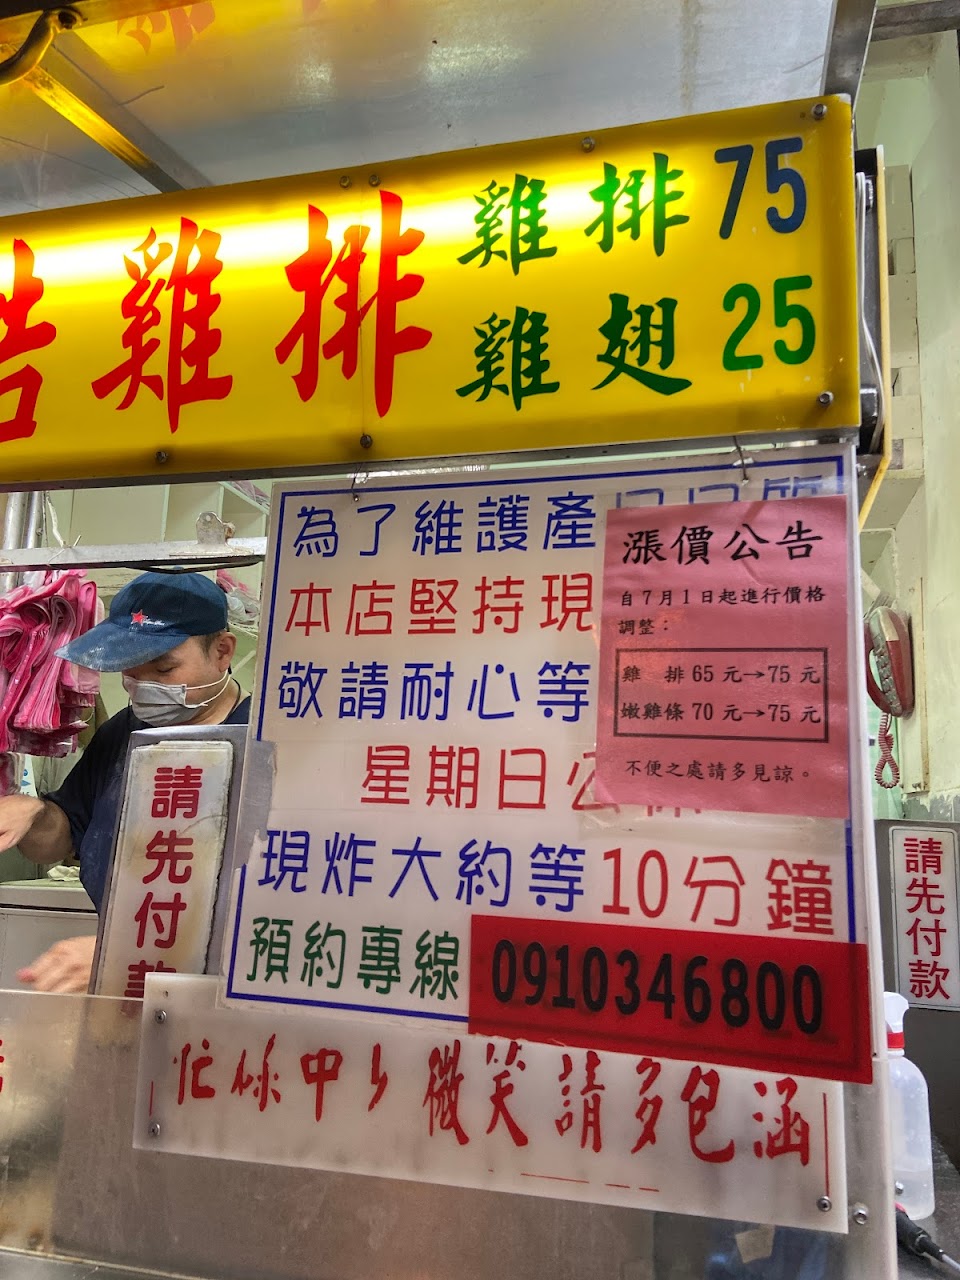 雞排
雞排 75
雞翅 25
為了維護產
本店堅持現
敬請耐心等
星期日公休
現炸大約等10分鐘
預約專線 0910346800
漲價公告
自7月1日起進行價格
調整：
雞 排 65 元→75 元
嫩雞條 70 元→75 元
不便之處請多見諒。
請先付款
請先付款
忙碌中少微笑請多包涵